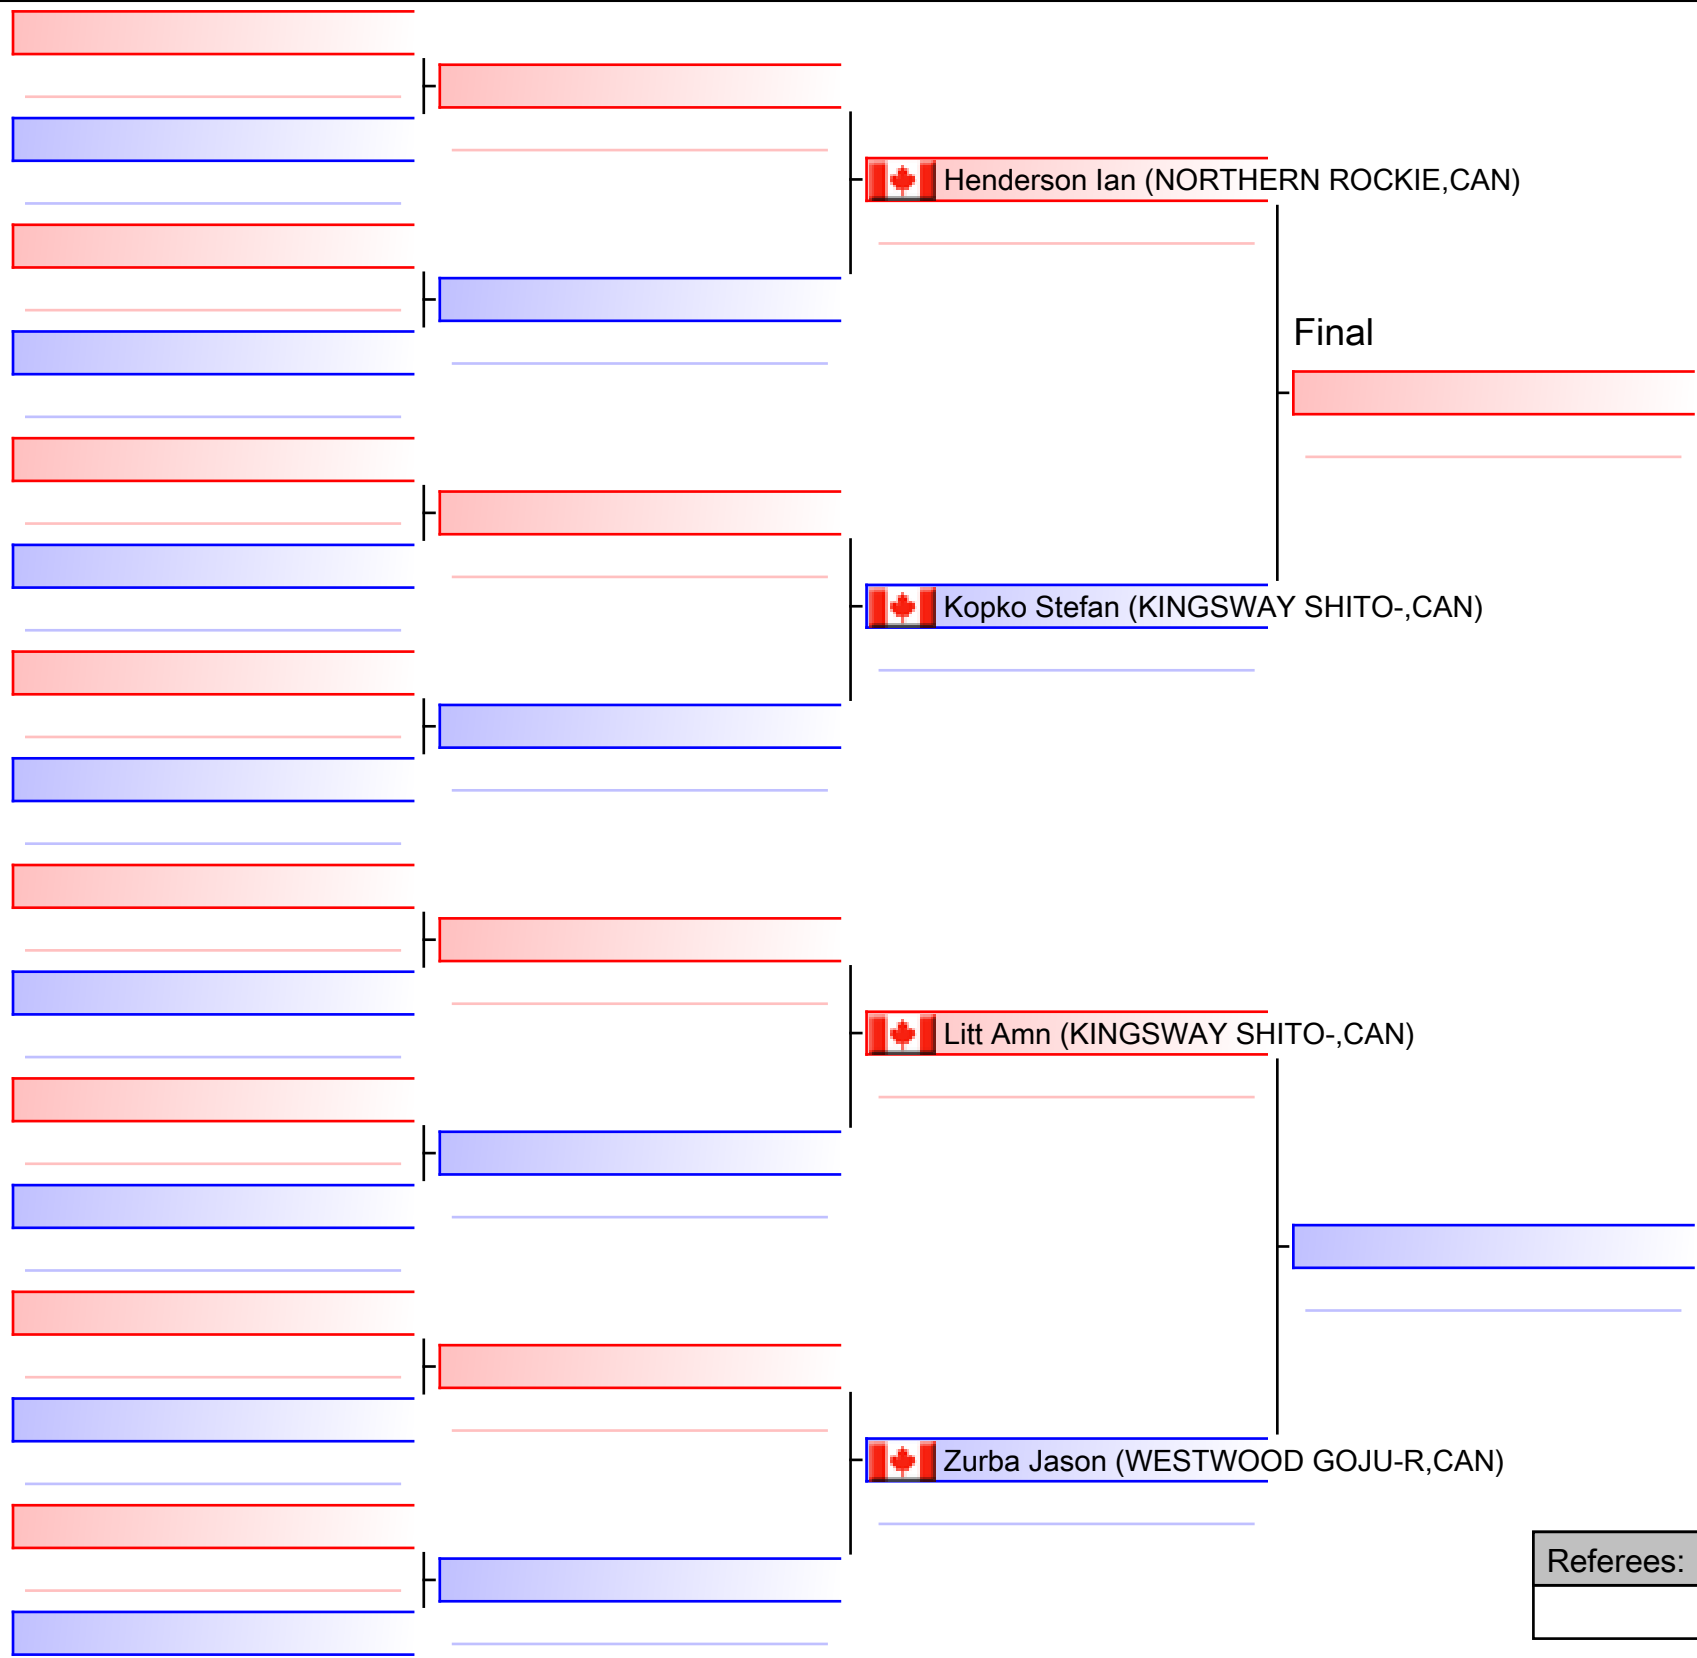 Henderson Ian (NORTHERN ROCKIE,CAN)
Final
Kopko Stefan (KINGSWAY SHITO-,CAN)
Litt Amn (KINGSWAY SHITO-,CAN)
Zurba Jason (WESTWOOD GOJU-R,CAN)
Referees: